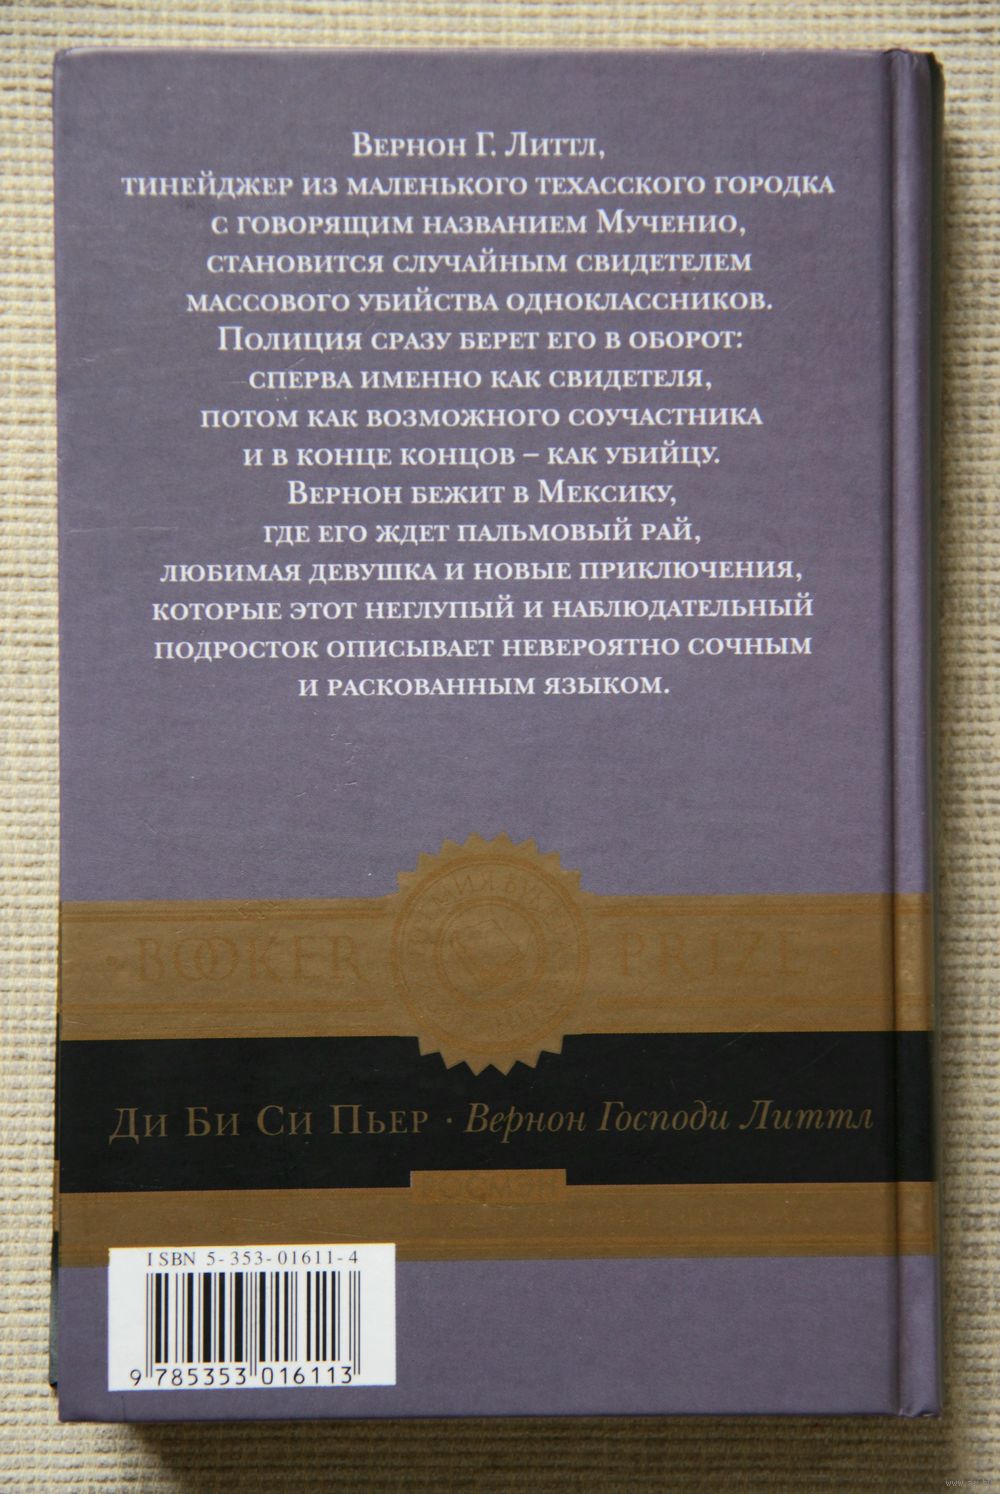 Вернон Г. Литтл,
тинейджер из маленького техасского городка
с говорящим названием Мученио,
становится случайным свидетелем
массового убийства одноклассников.
Полиция сразу берет его в оборот:
сперва именно как свидетеля,
потом как возможного соучастника
и в конце концов – как убийцу.
Вернон бежит в Мексику,
где его ждет пальмовый рай,
любимая девушка и новые приключения,
которые этот неглупый и наблюдательный
подросток описывает невероятно сочным
и раскованным языком.
· BOOKER PRIZE ·
Ди Би Си Пьер · Вернон Господи Литтл
РОСМЭН
ISBN 5-353-01611-4
9 785353 016113